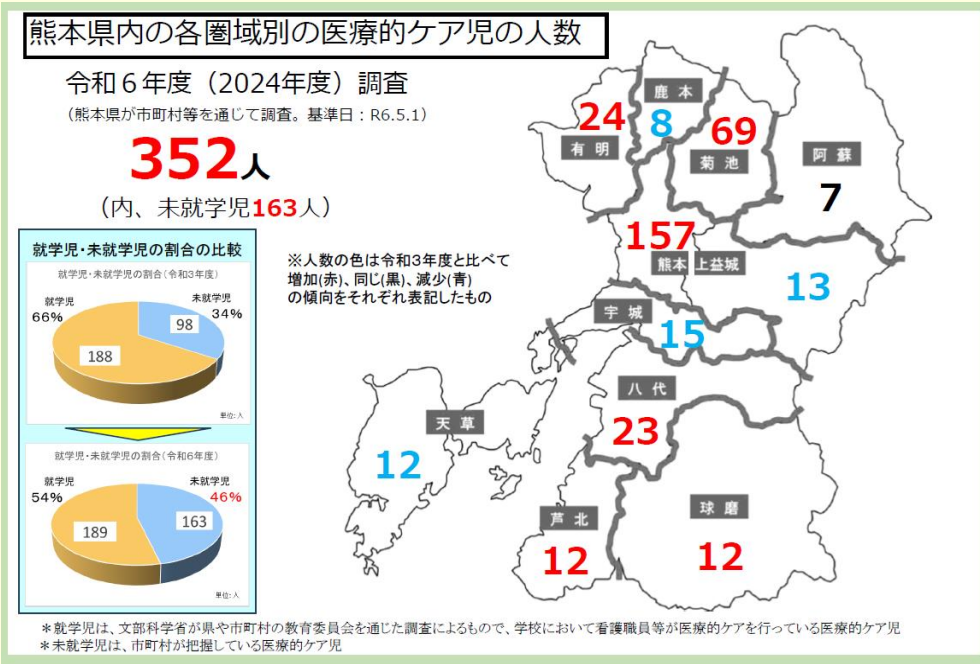 熊本県内の各圏域別の医療的ケア児の人数
令和６年度（2024年度）調査
（熊本県が市町村等を通じて調査。基準日：R6.5.1）
352人
（内、未就学児163人）
就学児・未就学児の割合の比較
就学児・未就学児の割合(令和3年度)
就学児
66%
未就学児
34%
98
188
単位:人
就学児・未就学児の割合(令和6年度)
就学児
54%
未就学児
46%
163
189
単位:人
※人数の色は令和３年度と比べて
増加(赤)、同じ(黒)、減少(青)
の傾向をそれぞれ表記したもの
鹿本
8
24
有明
69
菊池
阿蘇
7
157
熊本
上益城
13
宇城
15
八代
23
天草
12
芦北
12
球磨
12
＊就学児は、文部科学省が県や市町村の教育委員会を通じた調査によるもので、学校において看護職員等が医療的ケアを行っている医療的ケア児
＊未就学児は、市町村が把握している医療的ケア児